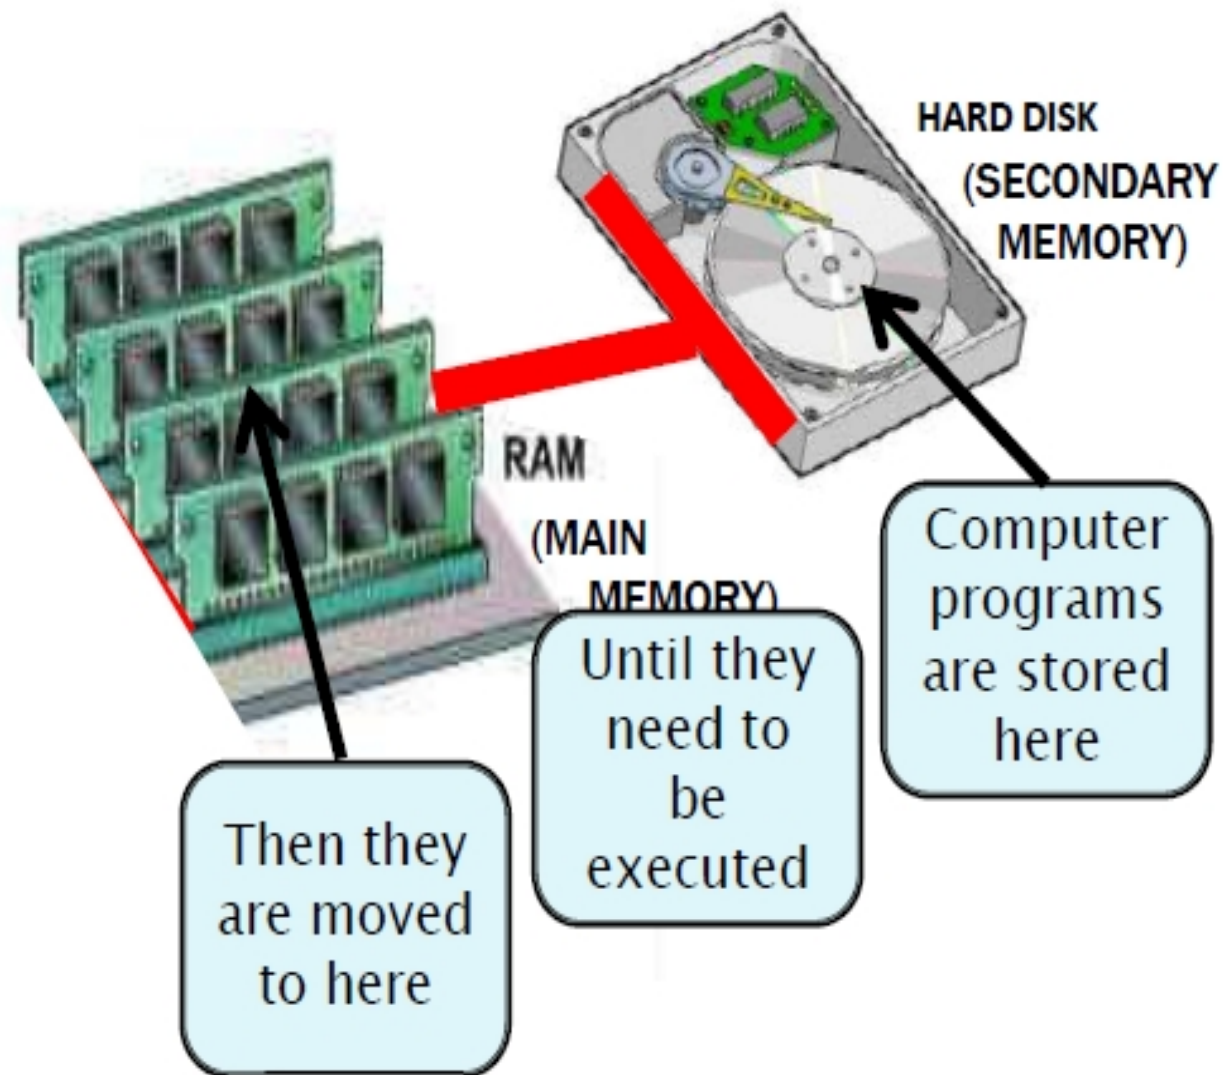 HARD DISK
(SECONDARY
MEMORY)
RAM
(MAIN
MEMORY)
Computer
programs
are stored
here
Until they
need to
be
executed
Then they
are moved
to here